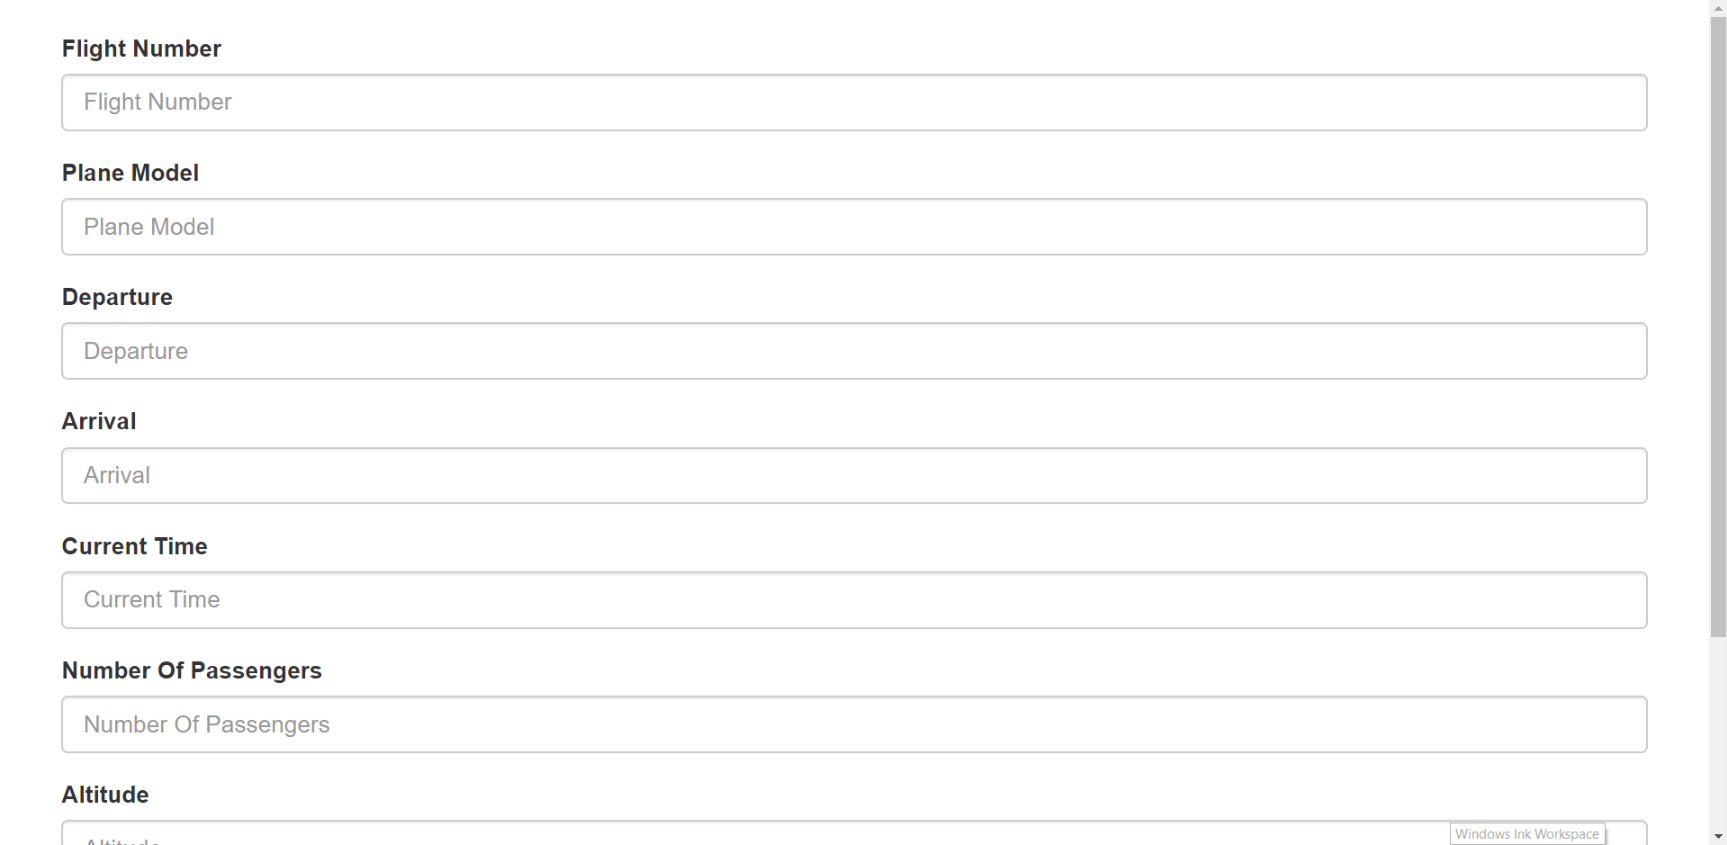 Flight Number
Flight Number
Plane Model
Plane Model
Departure
Departure
Arrival
Arrival
Current Time
Current Time
Number Of Passengers
Number Of Passengers
Altitude
Altitude
Windows Ink Workspace